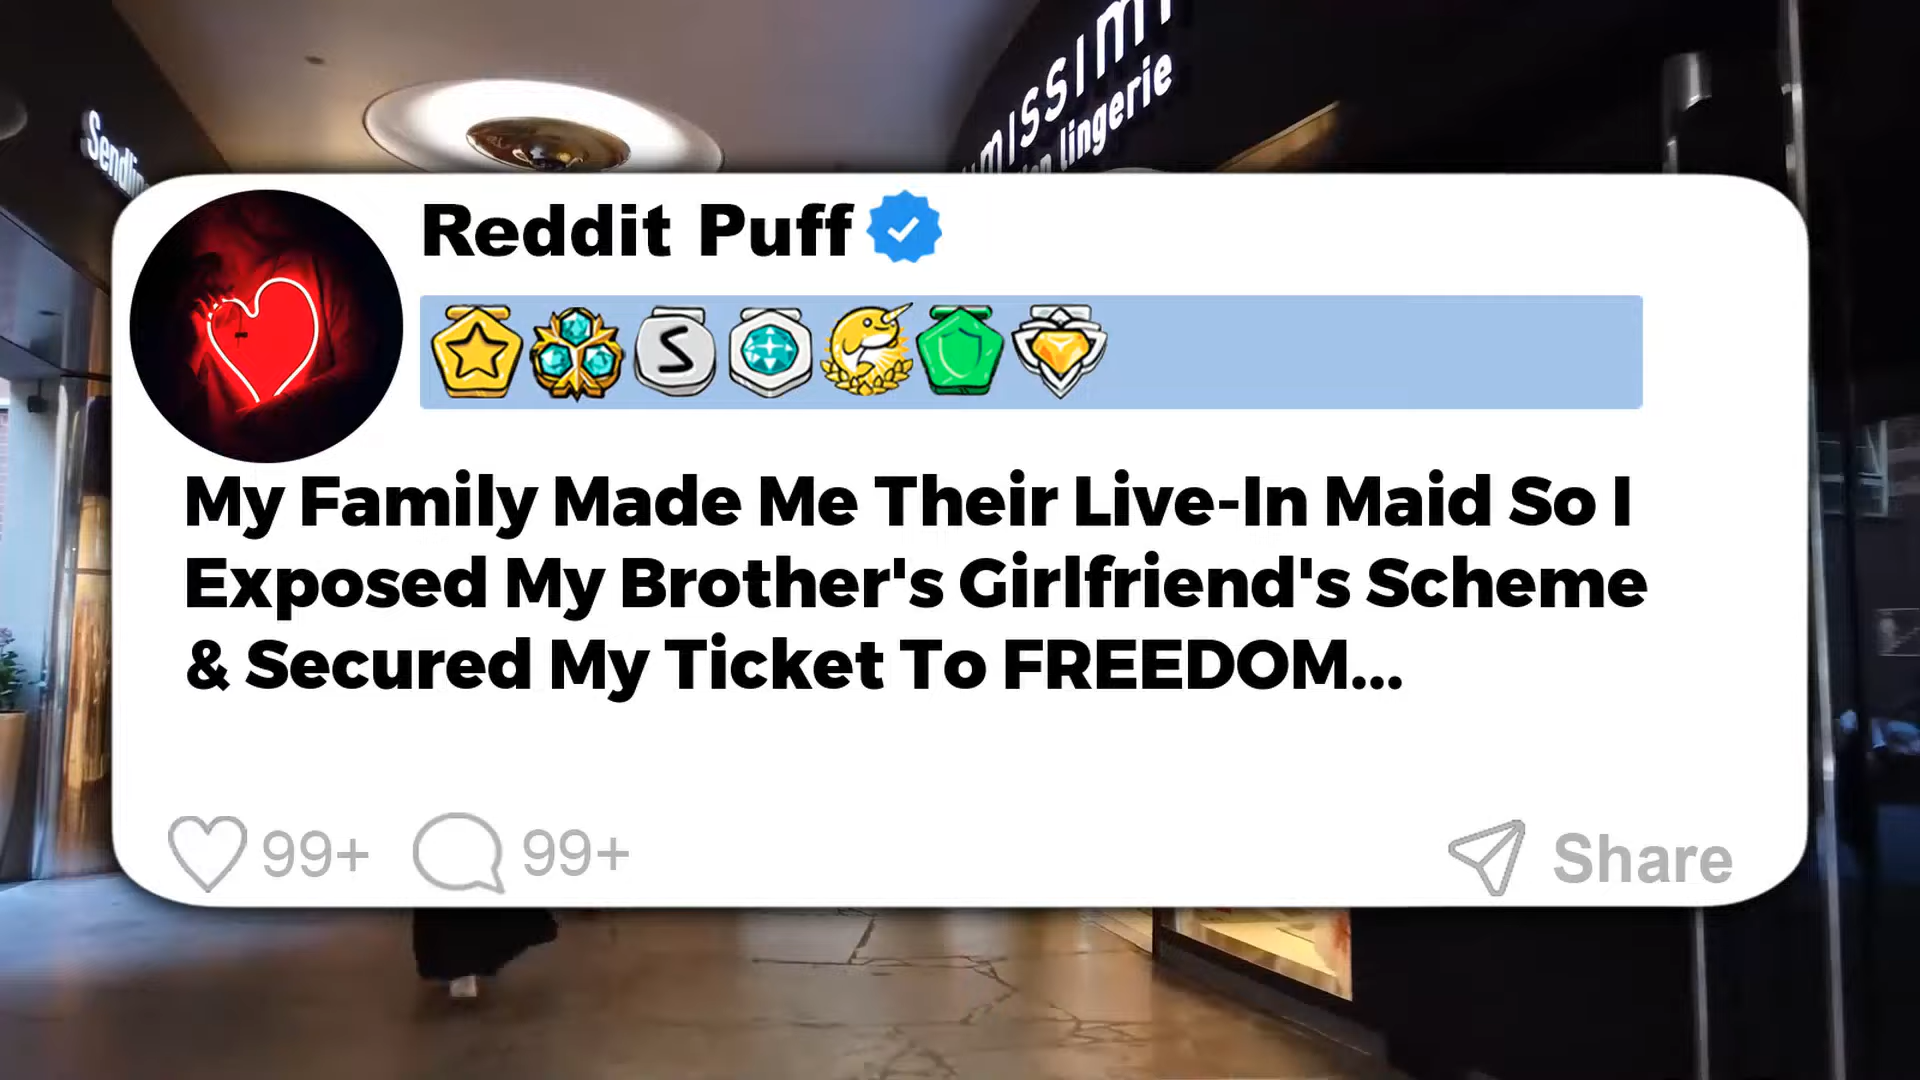 lingerie
Reddit Puff
S
My Family Made Me Their Live-In Maid So I
Exposed My Brother's Girlfriend's Scheme
& Secured My Ticket To FREEDOM...
99+ 99+ Share